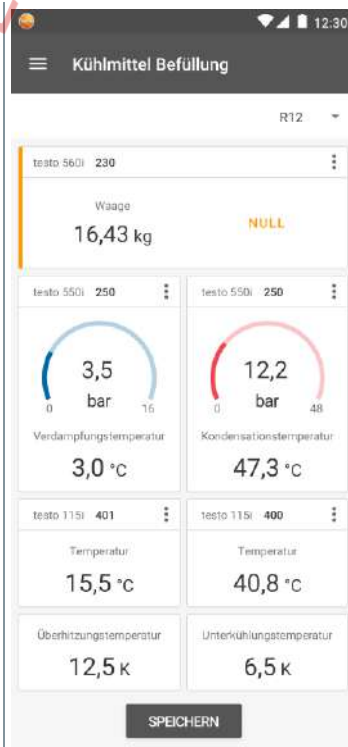 12:30
Kühlmittel Befüllung
R12
testo 560i 230
Waage
16,43 kg
NULL
testo 550i 250
3,5
bar
0 16
Verdampfungstemperatur
3,0 °C
testo 550i 250
12,2
bar
0 48
Kondensationstemperatur
47,3 °C
testo 115i 401
Temperatur
15,5 °C
testo 115i 400
Temperatur
40,8 °C
Überhitzungstemperatur
12,5 K
Unterkühlungstemperatur
6,5 K
SPEICHERN